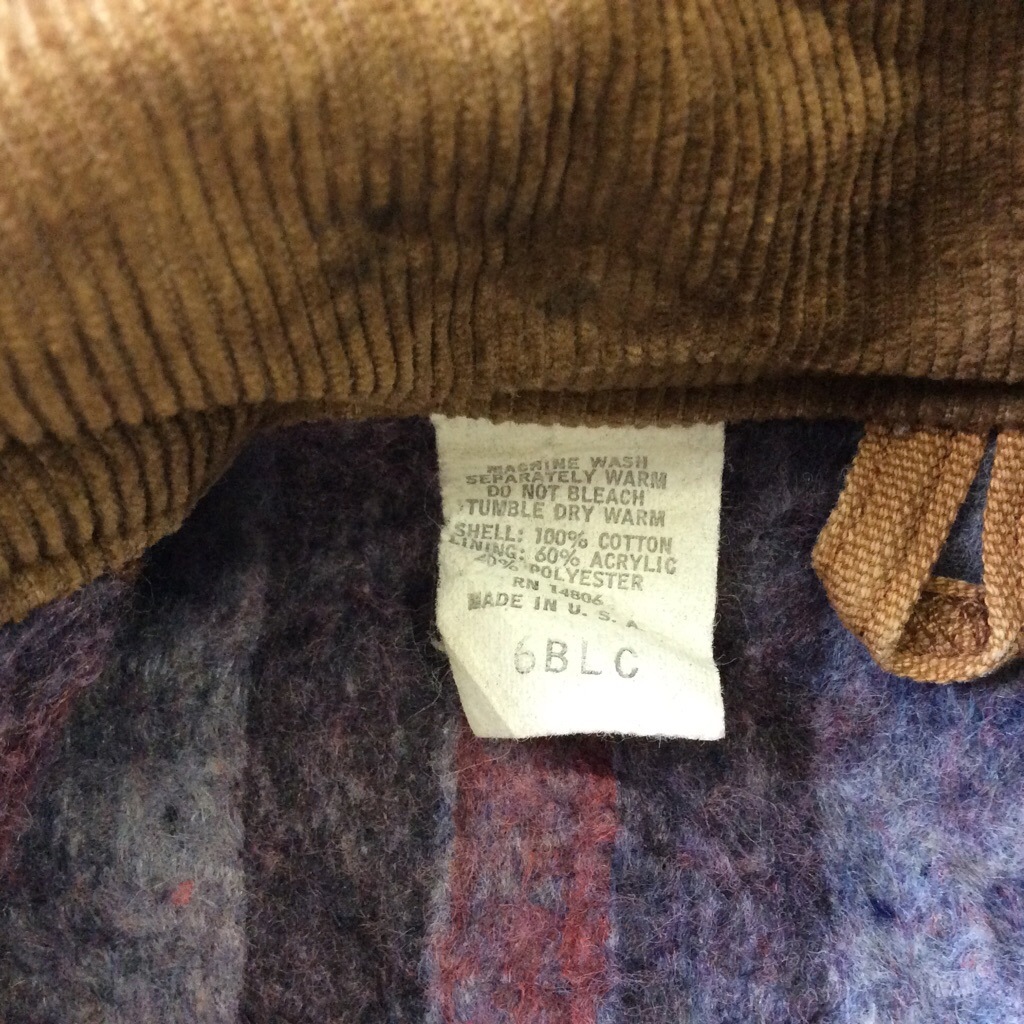 MACHINE WASH
SEPARATELY WARM
DO NOT BLEACH
TUMBLE DRY WARM
SHELL: 100% COTTON
LINING: 60% ACRYLIC
40% POLYESTER
RN 14806
MADE IN U. S. A
6BLC